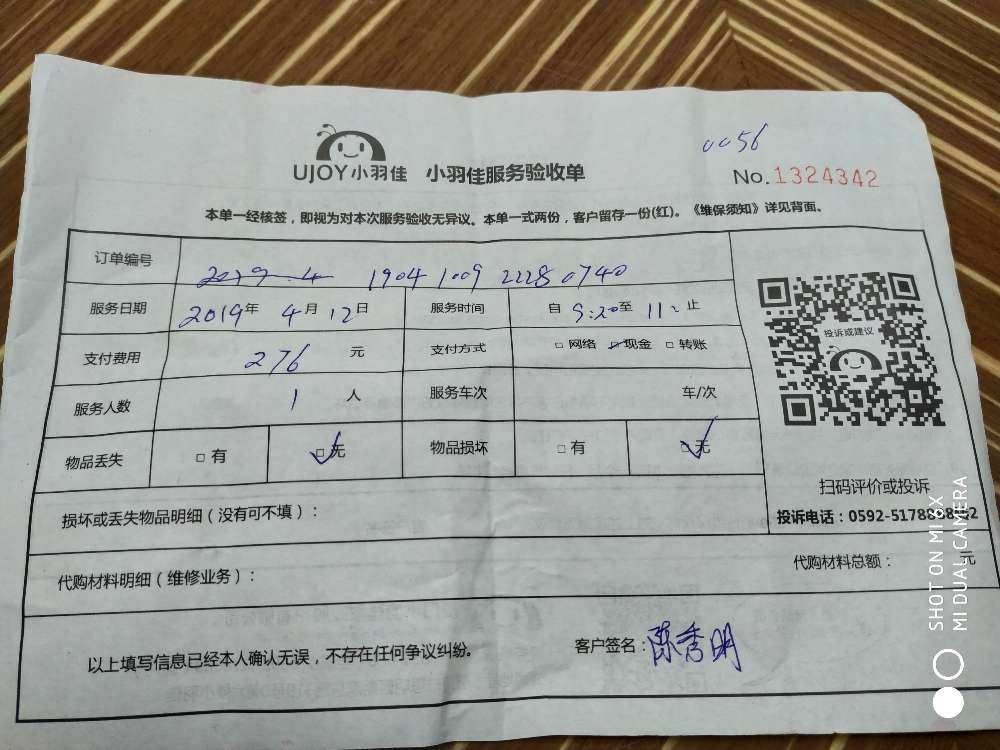 0056
UJOY小羽佳 小羽佳服务验收单
No.1324342
本单一经核签，即视为对本次服务验收无异议。本单一式两份，客户留存一份(红)。《维保须知》详见背面。
订单编号 2019.4 1904 1009 2228 0740
服务日期 2019年 4月 12日 服务时间 自 9:20至 11: 止
支付费用 276 元 支付方式 □ 网络 □ 现金 □ 转账
服务人数 1 人 服务车次 车/次
物品丢失 □ 有 □ 无 物品损坏 □ 有 □ 无
投诉或建议
扫码评价或投诉
投诉电话：0592-5178
损坏或丢失物品明细（没有可不填）：
代购材料明细（维修业务）： 代购材料总额： 元
以上填写信息已经本人确认无误，不存在任何争议纠纷。 客户签名：陈秀明
SHOT ON MI 6X
MI DUAL CAMERA